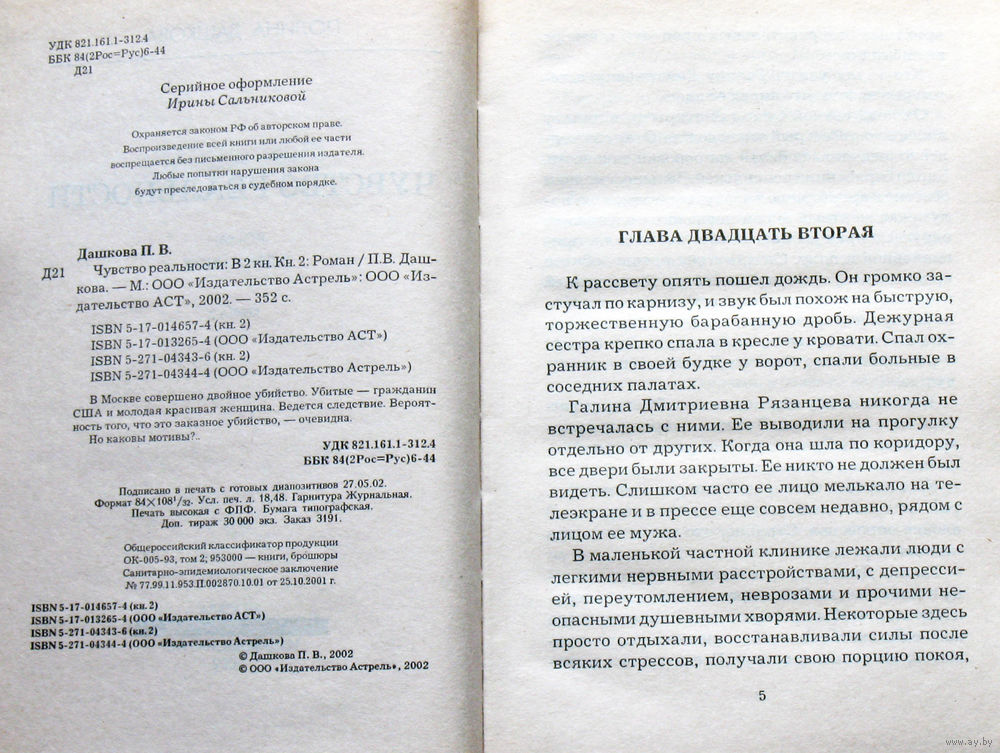 УДК 821.161.1-312.4
ББК 84(2Рос=Рус)6-44
Д21
Серийное оформление
Ирины Сальниковой
Охраняется законом РФ об авторском праве.
Воспроизведение всей книги или любой ее части
воспрещается без письменного разрешения издателя.
Любые попытки нарушения закона
будут преследоваться в судебном порядке.
Дашкова П. В.
Д21 Чувство реальности: В 2 кн. Кн. 2: Роман / П.В. Даш-
кова. — М.: ООО «Издательство Астрель»: ООО «Из-
дательство АСТ», 2002. — 352 с.
ISBN 5-17-014657-4 (кн. 2)
ISBN 5-17-013265-4 (ООО «Издательство АСТ»)
ISBN 5-271-04343-6 (кн. 2)
ISBN 5-271-04344-4 (ООО «Издательство Астрель»)
В Москве совершено двойное убийство. Убитые — гражданин
США и молодая красивая женщина. Ведется следствие. Вероят-
ность того, что это заказное убийство, — очевидна.
Но каковы мотивы?..
УДК 821.161.1-312.4
ББК 84(2Рос=Рус)6-44
Подписано в печать с готовых диапозитивов 27.05.02.
Формат 84×108 1/32. Усл. печ. л. 18,48. Гарнитура Журнальная.
Печать высокая с ФПФ. Бумага типографская.
Доп. тираж 30 000 экз. Заказ 3191.
Общероссийский классификатор продукции
ОК-005-93, том 2; 953000 — книги, брошюры
Санитарно-эпидемиологическое заключение
№ 77.99.11.953.П.002870.10.01 от 25.10.2001 г.
ISBN 5-17-014657-4 (кн. 2)
ISBN 5-17-013265-4 (ООО «Издательство АСТ»)
ISBN 5-271-04343-6 (кн. 2)
ISBN 5-271-04344-4 (ООО «Издательство Астрель»)
© Дашкова П. В., 2002
© ООО «Издательство Астрель», 2002
ГЛАВА ДВАДЦАТЬ ВТОРАЯ
К рассвету опять пошел дождь. Он громко за-
стучал по карнизу, и звук был похож на быструю,
торжественную барабанную дробь. Дежурная
сестра крепко спала в кресле у кровати. Спал ох-
ранник в своей будке у ворот, спали больные в
соседних палатах.
Галина Дмитриевна Рязанцева никогда не
встречалась с ними. Ее выводили на прогулку
отдельно от других. Когда она шла по коридору,
все двери были закрыты. Ее никто не должен был
видеть. Слишком часто ее лицо мелькало на те-
леэкране и в прессе еще совсем недавно, рядом с
лицом ее мужа.
В маленькой частной клинике лежали люди с
легкими нервными расстройствами, с депресси-
ей, переутомлением, неврозами и прочими не-
опасными душевными хворями. Некоторые здесь
просто отдыхали, восстанавливали силы после
всяких стрессов, получали свою порцию покоя,
5
www.ay.by